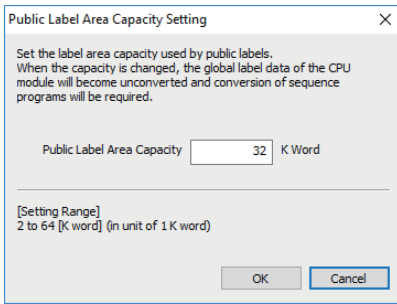 Public Label Area Capacity Setting
Set the label area capacity used by public labels.
When the capacity is changed, the global label data of the CPU
module will become unconverted and conversion of sequence
programs will be required.
Public Label Area Capacity 32 K Word
[Setting Range]
2 to 64 [K word] (in unit of 1 K word)
OK Cancel